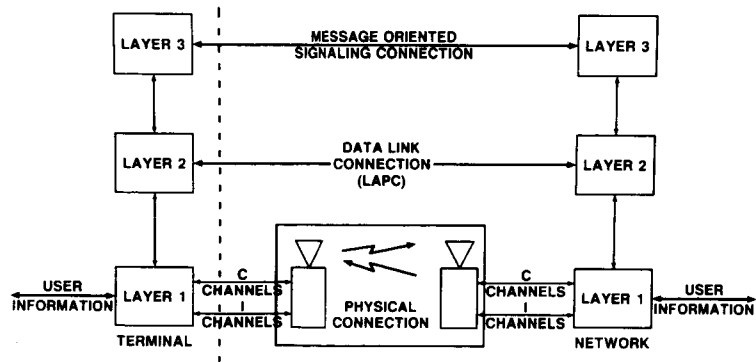 LAYER 3
MESSAGE ORIENTED
SIGNALING CONNECTION
LAYER 3
LAYER 2
DATA LINK
CONNECTION
(LAPC)
LAYER 2
USER
INFORMATION
LAYER 1
C
CHANNELS
I
CHANNELS
PHYSICAL
CONNECTION
C
CHANNELS
I
CHANNELS
LAYER 1
USER
INFORMATION
TERMINAL
NETWORK